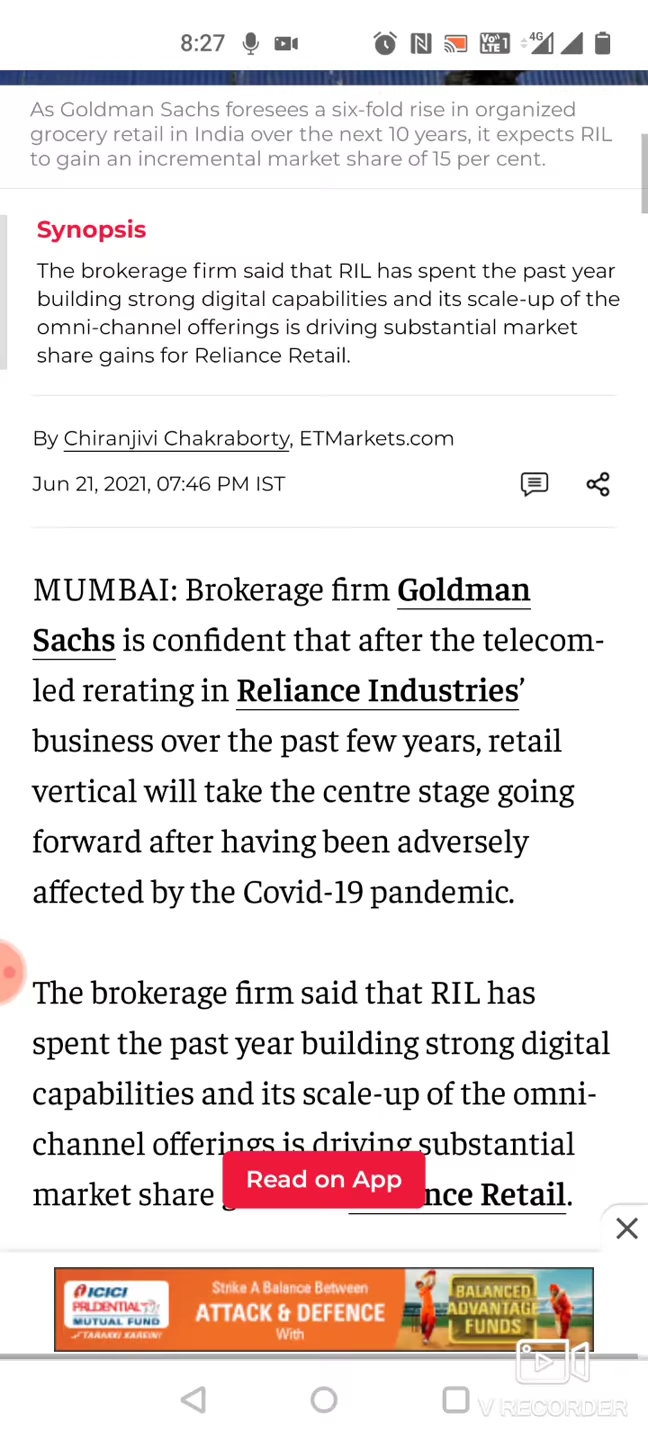 8:27
Vo)) 1
LTE
4G
As Goldman Sachs foresees a six-fold rise in organized
grocery retail in India over the next 10 years, it expects RIL
to gain an incremental market share of 15 per cent.
Synopsis
The brokerage firm said that RIL has spent the past year
building strong digital capabilities and its scale-up of the
omni-channel offerings is driving substantial market
share gains for Reliance Retail.
By Chiranjivi Chakraborty, ETMarkets.com
Jun 21, 2021, 07:46 PM IST
MUMBAI: Brokerage firm Goldman
Sachs is confident that after the telecom-
led rerating in Reliance Industries’
business over the past few years, retail
vertical will take the centre stage going
forward after having been adversely
affected by the Covid-19 pandemic.
The brokerage firm said that RIL has
spent the past year building strong digital
capabilities and its scale-up of the omni-
channel offerings is driving substantial
market share nce Retail.
Read on App
ICICI
PRUDENTIAL
MUTUAL FUND
TARAKKI KAREIN!
Strike A Balance Between
ATTACK & DEFENCE
With
BALANCED
ADVANTAGE
FUNDS
V RECORDER